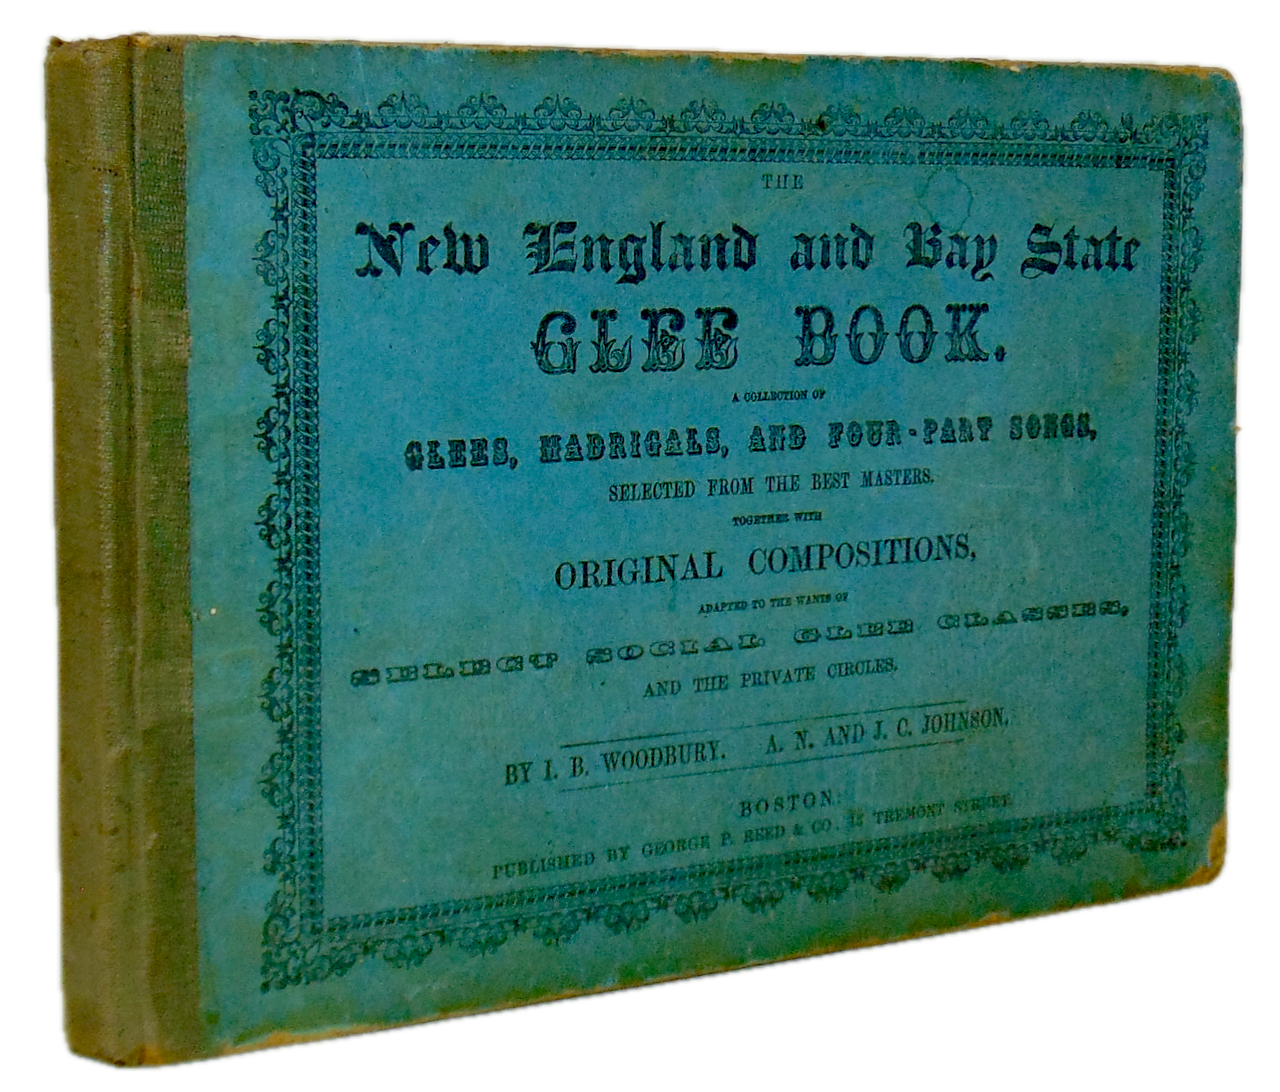 THE
New England and Bay State
GLEE BOOK.
A COLLECTION OF
GLEES, MADRIGALS, AND FOUR-PART SONGS,
SELECTED FROM THE BEST MASTERS,
TOGETHER WITH
ORIGINAL COMPOSITIONS,
ADAPTED TO THE WANTS OF
SELECT SOCIAL GLEE CLASSES,
AND THE PRIVATE CIRCLES,
BY I. B. WOODBURY. A. N. AND J. C. JOHNSON.
BOSTON:
PUBLISHED BY GEORGE P. REED & CO. TREMONT STREET.